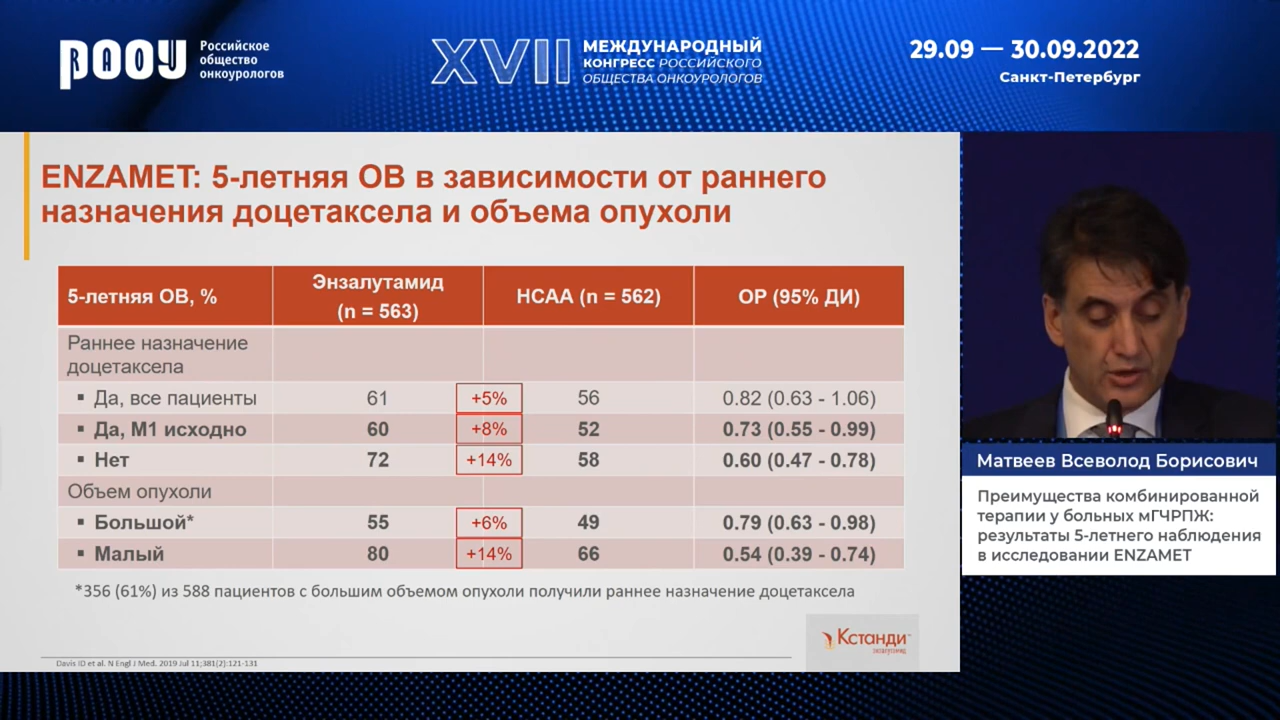 РООУ
RAOU
Российское
общество
онкоурологов
XVII
МЕЖДУНАРОДНЫЙ
КОНГРЕСС РОССИЙСКОГО
ОБЩЕСТВА ОНКОУРОЛОГОВ
29.09 — 30.09.2022
Санкт-Петербург
ENZAMET: 5-летняя ОВ в зависимости от раннего
назначения доцетаксела и объема опухоли
5-летняя ОВ, %
Энзалутамид
(n = 563)
НСАА (n = 562)
ОР (95% ДИ)
Раннее назначение
доцетаксела
▪ Да, все пациенты 61 +5% 56 0.82 (0.63 - 1.06)
▪ Да, М1 исходно 60 +8% 52 0.73 (0.55 - 0.99)
▪ Нет 72 +14% 58 0.60 (0.47 - 0.78)
Объем опухоли
▪ Большой* 55 +6% 49 0.79 (0.63 - 0.98)
▪ Малый 80 +14% 66 0.54 (0.39 - 0.74)
*356 (61%) из 588 пациентов с большим объемом опухоли получили раннее назначение доцетаксела
Кстанди™
энзалутамид
Davis ID et al. N Engl J Med. 2019 Jul 11;381(2):121-131
Матвеев Всеволод Борисович
Преимущества комбинированной
терапии у больных мГЧРПЖ:
результаты 5-летнего наблюдения
в исследовании ENZAMET